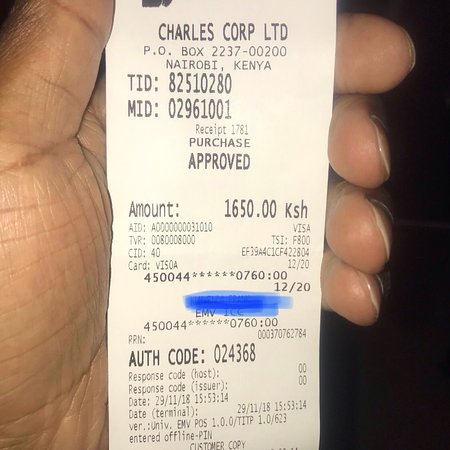 CHARLES CORP LTD
P.O. BOX 2237-00200
NAIROBI, KENYA
TID: 82510280
MID: 02961001
Receipt 1781
PURCHASE
APPROVED
Amount: 1650.00 Ksh
AID: A0000000031010 VISA
TVR: 0080008000 TSI: F800
CID: 40 EF39A4C1CF422804
Card: VISOA 12/20
450044******0760:00
12/20
EMV ICC
450044******0760:00
RRN: 000370762784
AUTH CODE: 024368
Response code (host): 00
Response code (issuer): 00
Date: 29/11/18 15:53:14
Date (terminal): 29/11/18 15:53:14
ver.:Univ. EMV POS 1.0.0/TITP 1.0/623
entered offline-PIN
CUSTOMER COPY